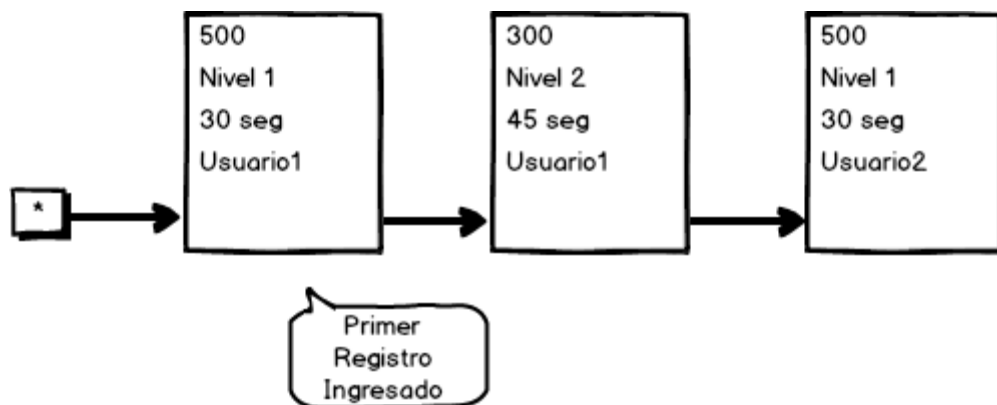 500
Nivel 1
30 seg
Usuario1
300
Nivel 2
45 seg
Usuario1
500
Nivel 1
30 seg
Usuario2
*
Primer
Registro
Ingresado